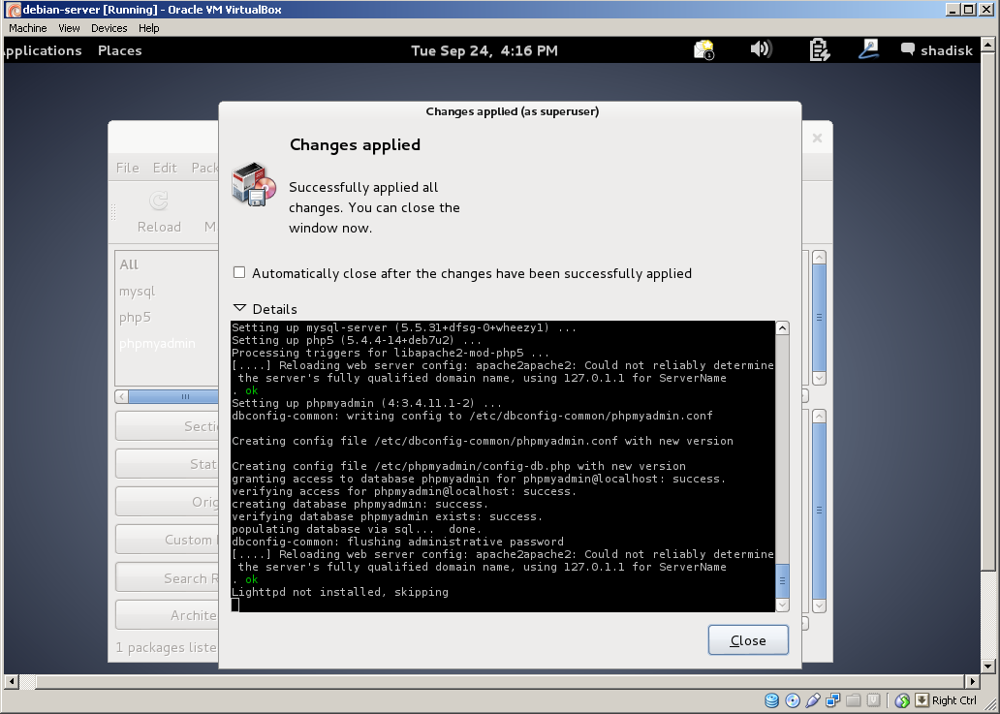 debian-server [Running] - Oracle VM VirtualBox
Machine View Devices Help
pplications Places Tue Sep 24, 4:16 PM 1 shadisk
Changes applied (as superuser)
Changes applied
Successfully applied all
changes. You can close the
window now.
File Edit Pack
Reload M
Automatically close after the changes have been successfully applied
Details
All
mysql
php5
phpmyadmin
Secti
Stat
Orig
Custom
Search R
Archite
1 packages liste
Setting up mysql-server (5.5.31+dfsg-0+wheezy1) ...
Setting up php5 (5.4.4-14+deb7u2) ...
Processing triggers for libapache2-mod-php5 ...
[....] Reloading web server config: apache2apache2: Could not reliably determine
the server's fully qualified domain name, using 127.0.1.1 for ServerName
. ok
Setting up phpmyadmin (4:3.4.11.1-2) ...
dbconfig-common: writing config to /etc/dbconfig-common/phpmyadmin.conf
Creating config file /etc/dbconfig-common/phpmyadmin.conf with new version
Creating config file /etc/phpmyadmin/config-db.php with new version
granting access to database phpmyadmin for phpmyadmin@localhost: success.
verifying access for phpmyadmin@localhost: success.
creating database phpmyadmin: success.
verifying database phpmyadmin exists: success.
populating database via sql...  done.
dbconfig-common: flushing administrative password
[....] Reloading web server config: apache2apache2: Could not reliably determine
the server's fully qualified domain name, using 127.0.1.1 for ServerName
. ok
Lighttpd not installed, skipping
Close
Right Ctrl